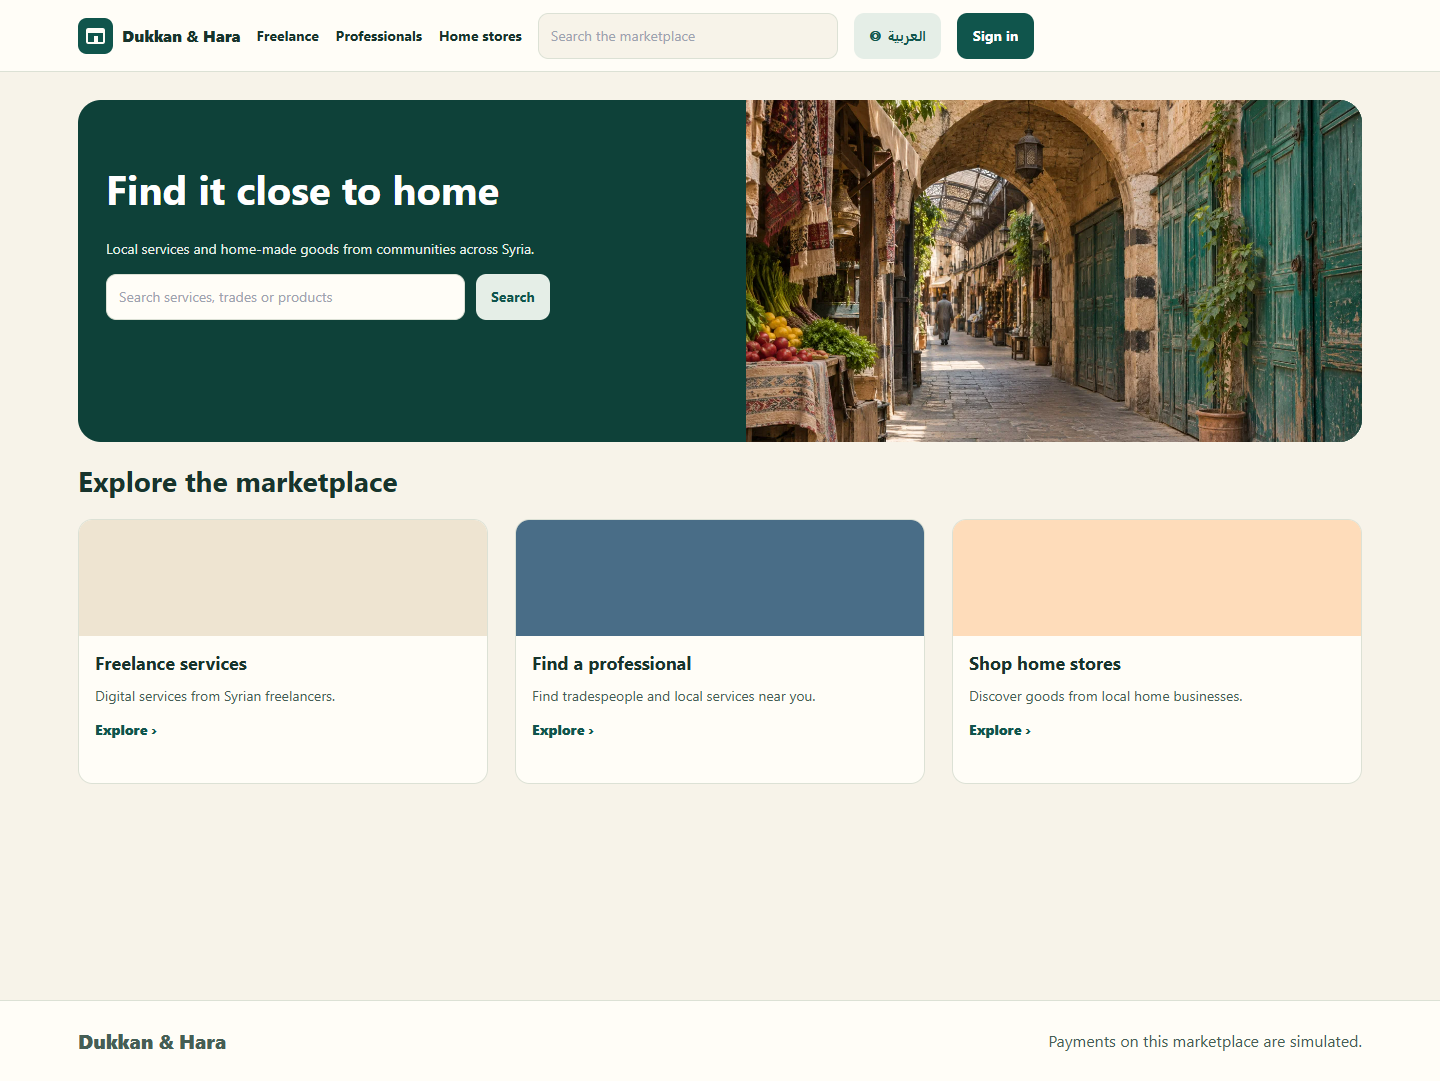 Dukkan & Hara
Freelance
Professionals
Home stores
Search the marketplace
العربية
Sign in
Find it close to home
Local services and home-made goods from communities across Syria.
Search services, trades or products
Search
Explore the marketplace
Freelance services
Digital services from Syrian freelancers.
Explore ›
Find a professional
Find tradespeople and local services near you.
Explore ›
Shop home stores
Discover goods from local home businesses.
Explore ›
Dukkan & Hara
Payments on this marketplace are simulated.